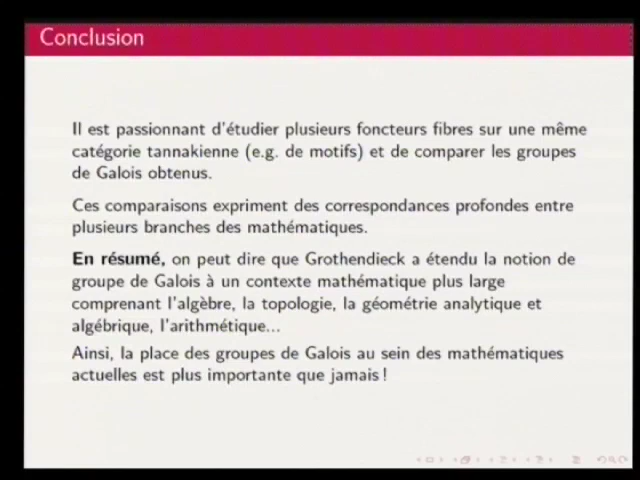 Conclusion
Il est passionnant d'étudier plusieurs foncteurs fibres sur une même
catégorie tannakienne (e.g. de motifs) et de comparer les groupes
de Galois obtenus.
Ces comparaisons expriment des correspondances profondes entre
plusieurs branches des mathématiques.
En résumé, on peut dire que Grothendieck a étendu la notion de
groupe de Galois à un contexte mathématique plus large
comprenant l'algèbre, la topologie, la géométrie analytique et
algébrique, l'arithmétique...
Ainsi, la place des groupes de Galois au sein des mathématiques
actuelles est plus importante que jamais !